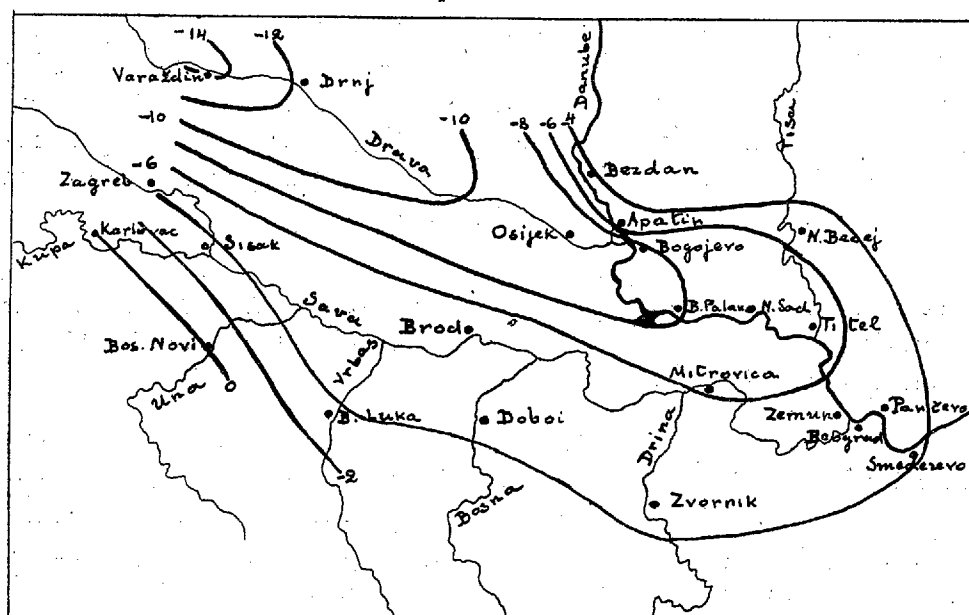 -14
-12
Varaždin
Drnj
Danube
Tisa
-10
-10
-8
-6
-4
Drava
-6
Zagreb
Bezdan
Apatin
Karlovac
Kupa
Sisak
Osijek
Bogojevo
N. Bečej
Sava
B. Palan
N. Sad
Titel
Bos. Novi
Brod
Una
0
Vrbas
Mitrovica
B. Luka
Doboi
Drina
Zemun
Beograd
Pančevo
Smederevo
-2
Bosna
Zvornik